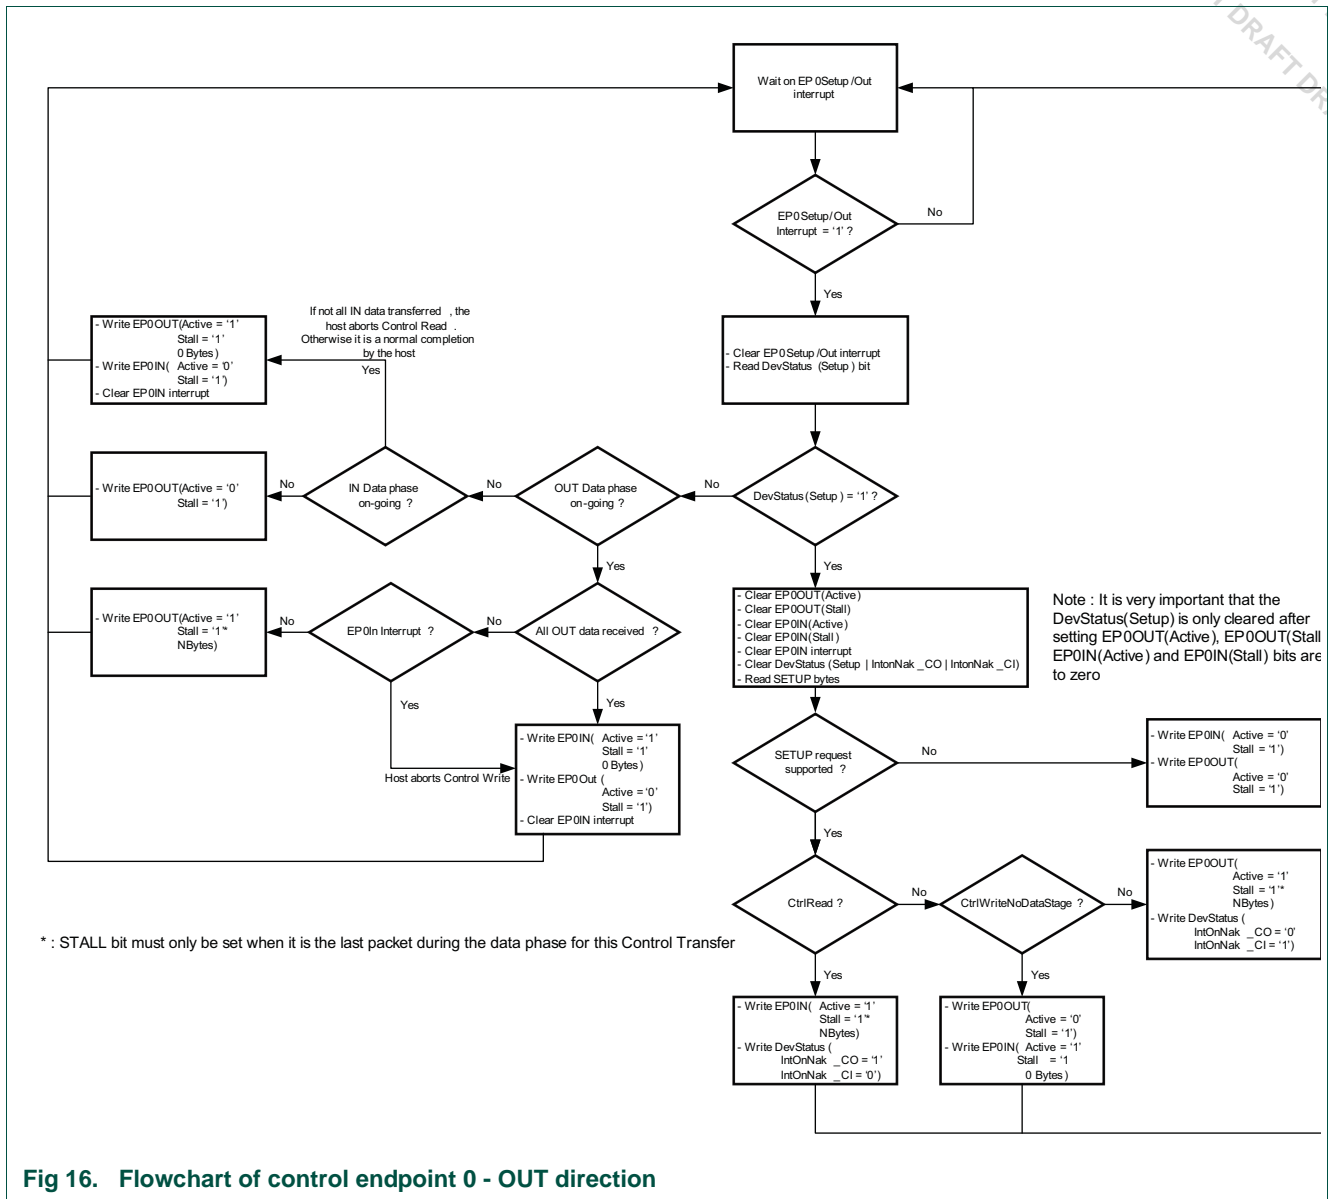 DRAFT DR
Wait on EP 0Setup /Out
interrupt
EP0Setup/Out
Interrupt = ‘1’ ?
No
Yes
- Clear EP0Setup /Out interrupt
- Read DevStatus (Setup ) bit
If not all IN data transferred , the
host aborts Control Read .
Otherwise it is a normal completion
by the host
Yes
- Write EP0OUT(Active = ‘1’
Stall = ‘1’
0 Bytes)
- Write EP0IN( Active = ‘0’
Stall = ‘1’)
- Clear EP0IN interrupt
- Write EP0OUT(Active = ‘0’
Stall = ‘1’)
No
IN Data phase
on-going ?
No
OUT Data phase
on-going ?
No
DevStatus (Setup ) = ‘1’ ?
Yes
Yes
- Write EP0OUT(Active = ‘1’
Stall = ‘1’*
NBytes)
No
EP0In Interrupt ?
No
All OUT data received ?
Yes
Yes
Host aborts Control Write
- Write EP0IN( Active = ‘1’
Stall = ‘1’
0 Bytes)
- Write EP0Out (
Active = ‘0’
Stall = ‘1’)
- Clear EP0IN interrupt
- Clear EP0OUT(Active)
- Clear EP0OUT(Stall)
- Clear EP0IN(Active)
- Clear EP0IN(Stall)
- Clear EP0IN interrupt
- Clear DevStatus (Setup | IntonNak _CO | IntonNak _CI)
- Read SETUP bytes
Note : It is very important that the
DevStatus(Setup) is only cleared after
setting EP0OUT(Active), EP0OUT(Stall
EP0IN(Active) and EP0IN(Stall) bits are
to zero
SETUP request
supported ?
No
- Write EP0IN( Active = ‘0’
Stall = ‘1’)
- Write EP0OUT(
Active = ‘0’
Stall = ‘1’)
Yes
CtrlRead ?
No
CtrlWriteNoDataStage ?
No
- Write EP0OUT(
Active = ‘1’
Stall = ‘1’*
NBytes)
- Write DevStatus (
IntOnNak _CO = ‘0’
IntOnNak _CI = ‘1’)
* : STALL bit must only be set when it is the last packet during the data phase for this Control Transfer
Yes
Yes
- Write EP0IN( Active = ‘1’
Stall = ‘1’*
NBytes)
- Write DevStatus (
IntOnNak _CO = ‘1’
IntOnNak _CI = ‘0’)
- Write EP0OUT(
Active = ‘0’
Stall = ‘1’)
- Write EP0IN( Active = ‘1’
Stall = ‘1
0 Bytes)
Fig 16. Flowchart of control endpoint 0 - OUT direction